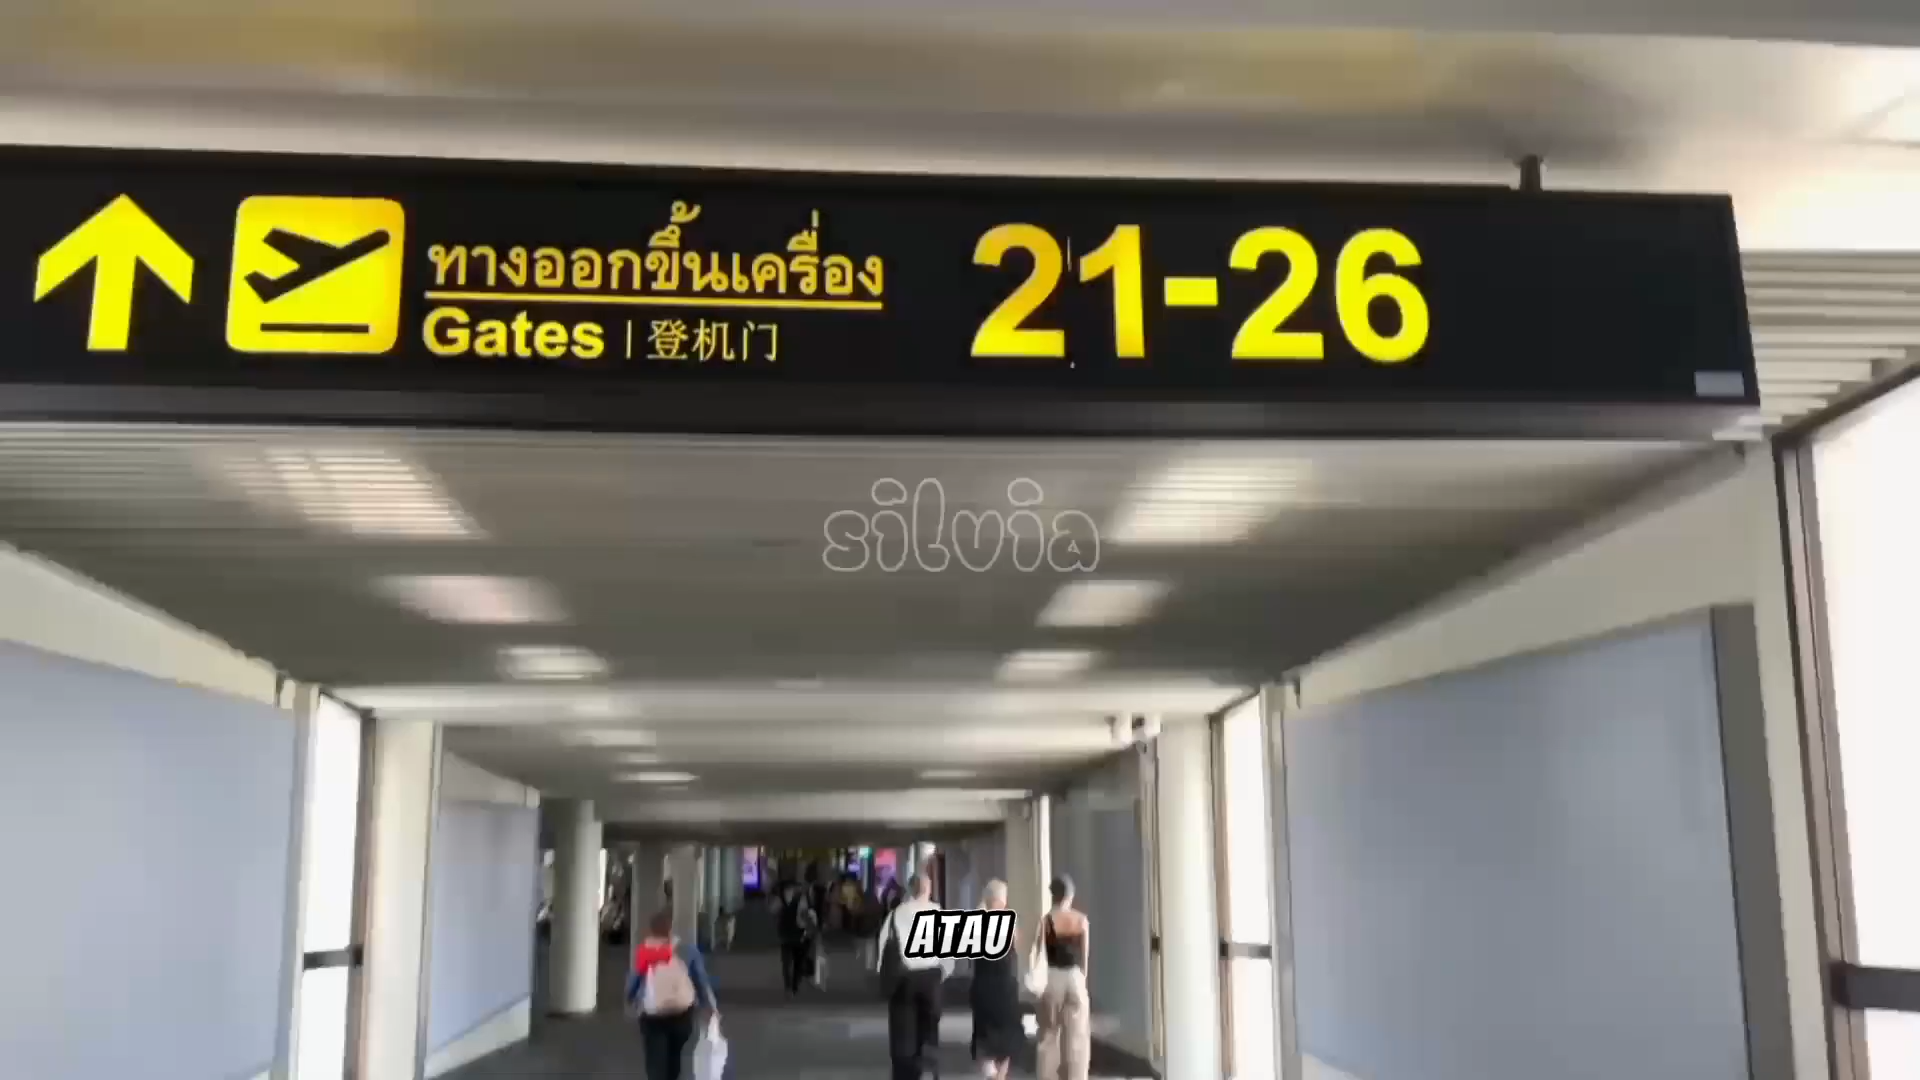 ทางออกขึ้นเครื่อง 21-26
Gates | 登机门
silvia
ATAU